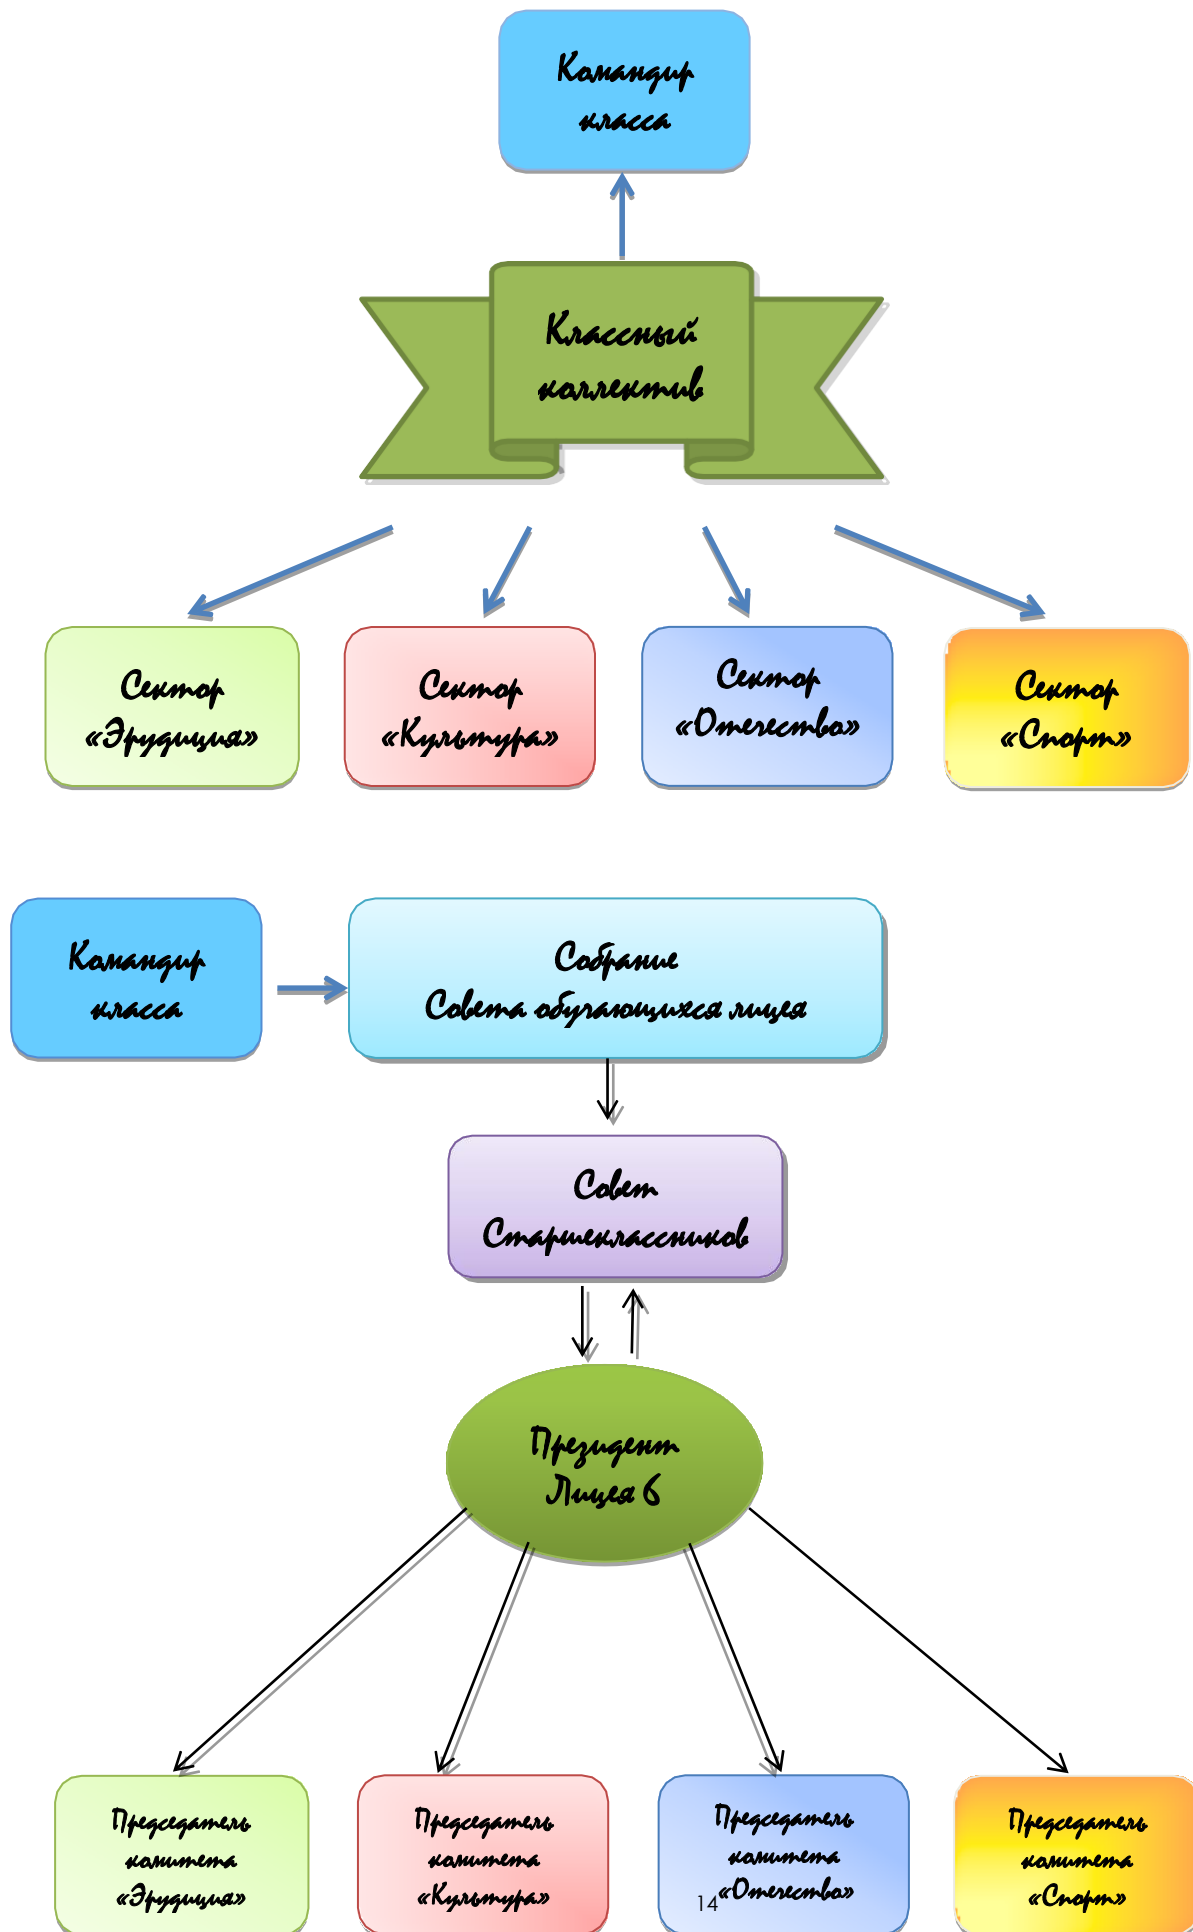 Командир
класса
Классный
коллектив
Сектор
«Эрудиция»
Сектор
«Культура»
Сектор
«Отечество»
Сектор
«Спорт»
Командир
класса
Собрание
Совета обучающихся лицея
Совет
Старшеклассников
Президент
Лицея 6
Председатель
комитета
«Эрудиция»
Председатель
комитета
«Культура»
Председатель
комитета
«Отечество»
Председатель
комитета
«Спорт»
14